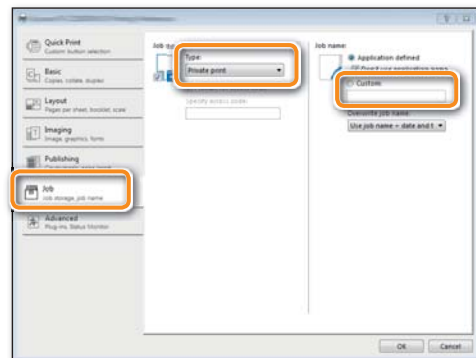 Quick Print
Custom button selection
Basic
Copies, collate, duplex
Layout
Pages per sheet, booklet, scale
Imaging
Image, graphics, fonts
Publishing
Job
Job storage, job name
Advanced
Plug-ins, Status Monitor
Type:
Private print
Specify access code:
Job name:
Application defined
Custom:
Overwrite job name:
Use job name + date and t
OK
Cancel